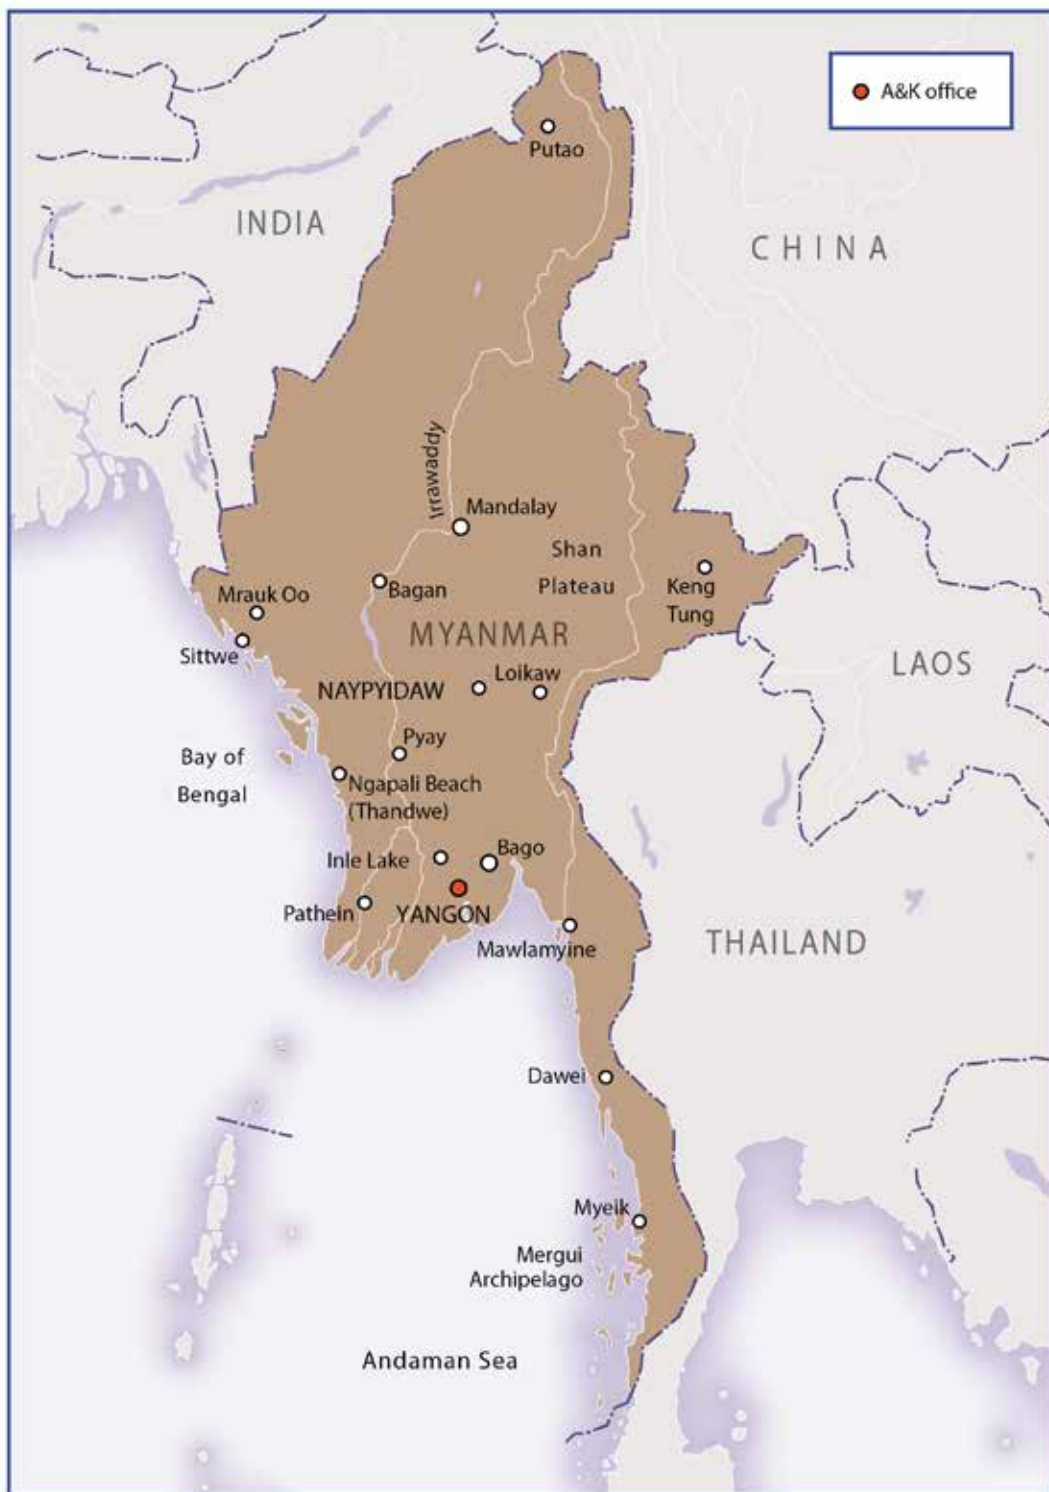 A&K office
Putao
INDIA
CHINA
Irrawaddy
Mandalay
Shan
Plateau
Keng
Tung
Bagan
Mrauk Oo
MYANMAR
Sittwe
LAOS
Loikaw
NAYPYIDAW
Pyay
Bay of
Bengal
Ngapali Beach
(Thandwe)
Inle Lake
Bago
Pathein
YANGON
Mawlamyine
THAILAND
Dawei
Myeik
Mergui
Archipelago
Andaman Sea